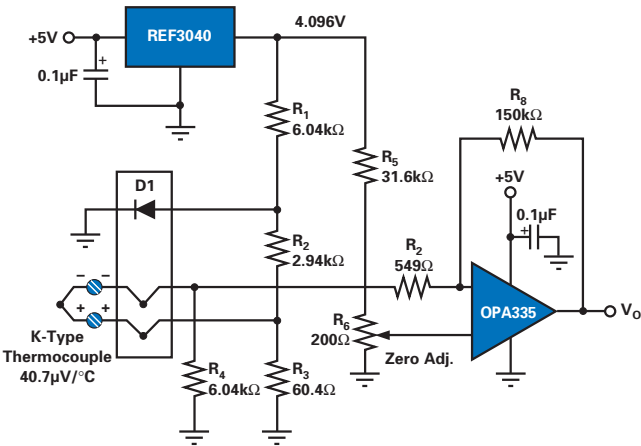 4.096V
+5V
REF3040
0.1µF
+
R1
6.04kΩ
R8
150kΩ
R5
31.6kΩ
D1
+5V
0.1µF
+
R2
2.94kΩ
R2
549Ω
− −
+ +
OPA335
VO
K-Type
Thermocouple
40.7µV/°C
R6
200Ω
Zero Adj.
R4
6.04kΩ
R3
60.4Ω